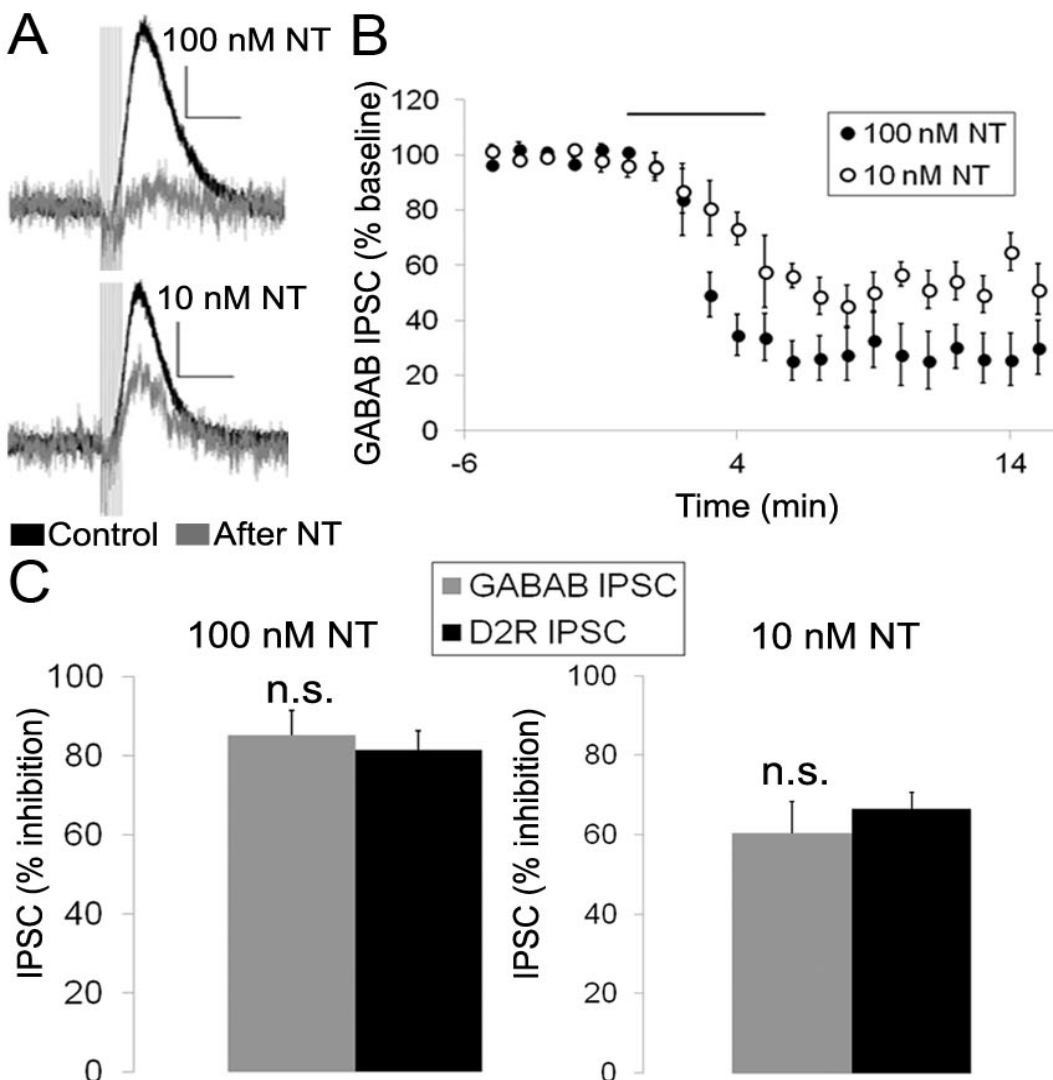 A
100 nM NT
10 nM NT
Control
After NT
B
GABAB IPSC (% baseline)
120
100
80
60
40
20
0
-6
4
14
Time (min)
100 nM NT
10 nM NT
C
GABAB IPSC
D2R IPSC
100 nM NT
IPSC (% inhibition)
100
80
60
40
20
0
n.s.
10 nM NT
IPSC (% inhibition)
100
80
60
40
20
0
n.s.